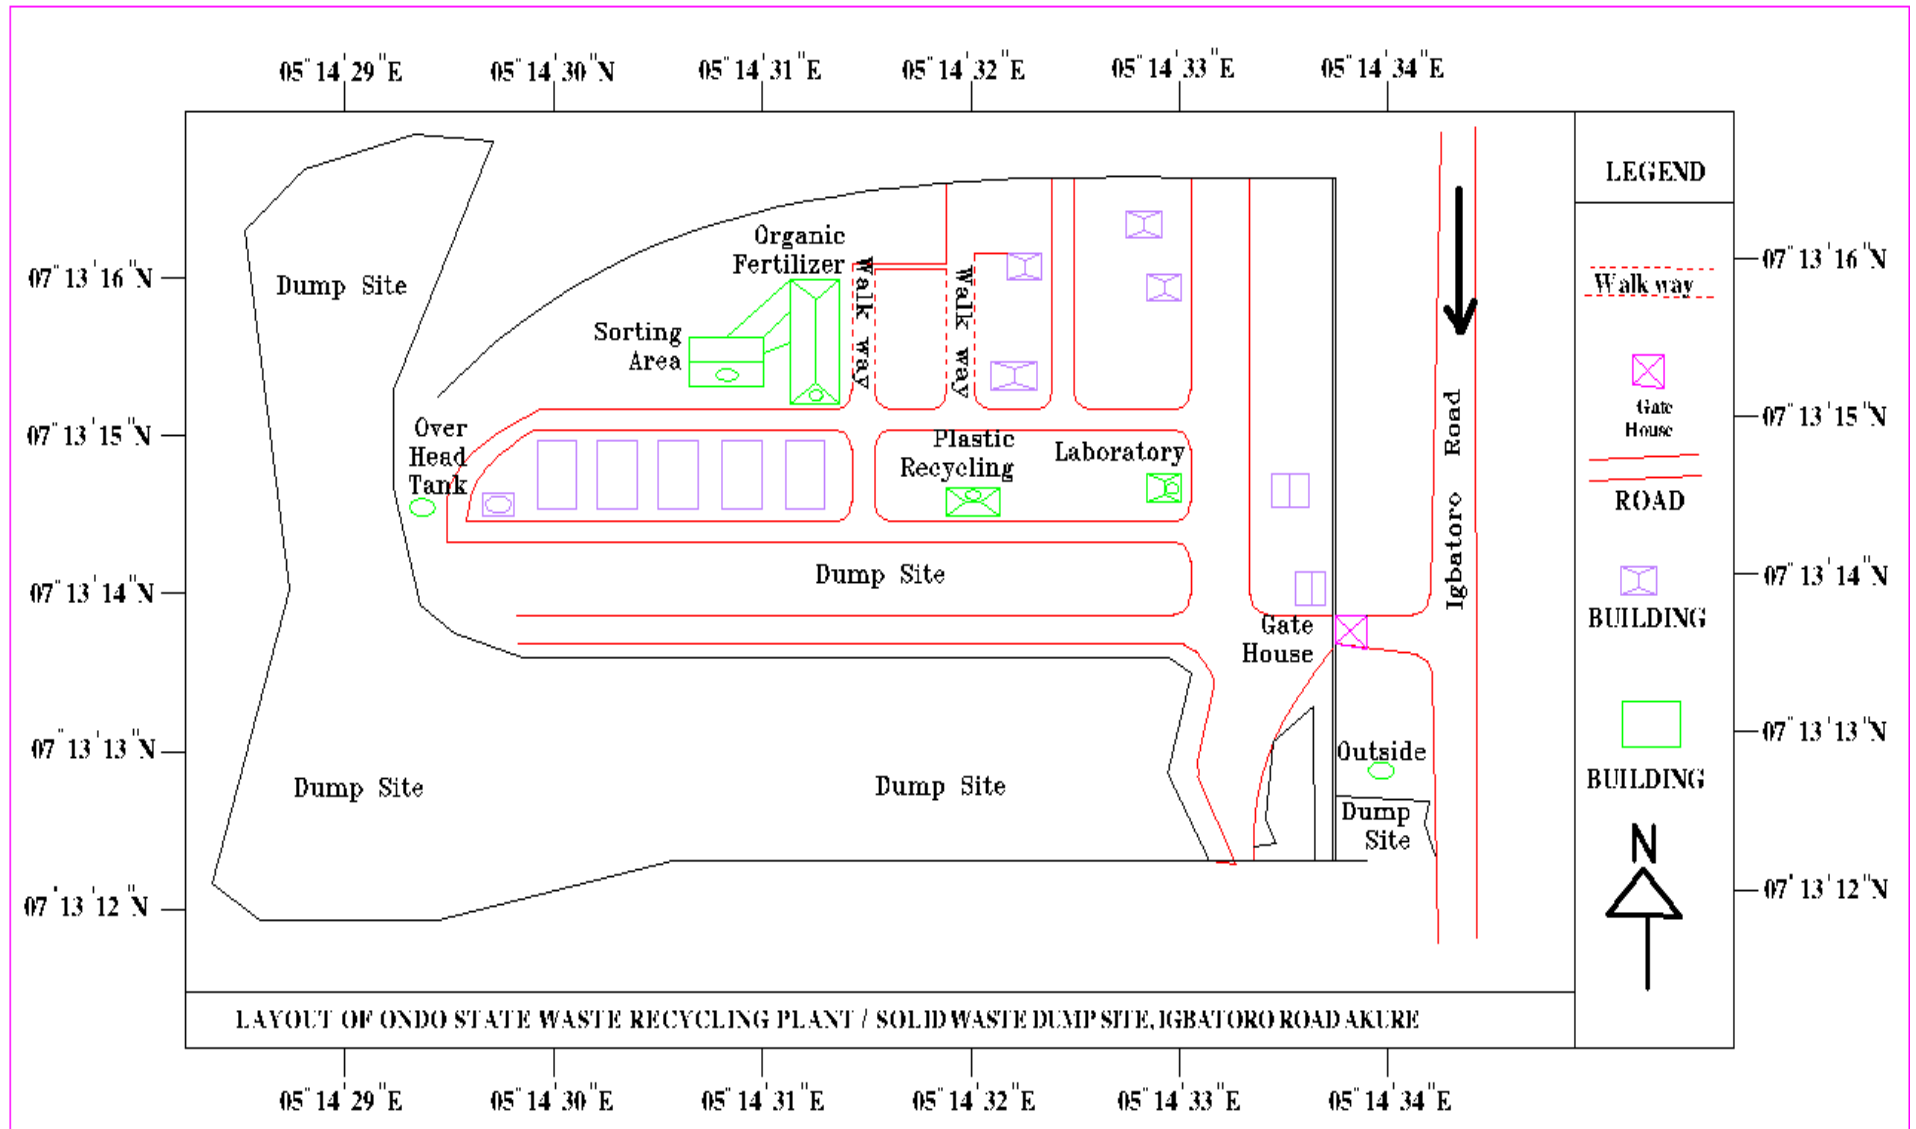 05° 14' 29" E
05° 14' 30" N
05° 14' 31" E
05° 14' 32" E
05° 14' 33" E
05° 14' 34" E
LEGEND
Walk way
Gate
House
ROAD
BUILDING
BUILDING
N
07° 13' 16" N
07° 13' 15" N
07° 13' 14" N
07° 13' 13" N
07' 13' 12" N
07° 13' 16" N
07° 13' 15" N
07° 13' 14" N
07° 13' 13" N
07° 13' 12" N
Dump Site
Organic
Fertilizer
Sorting
Area
Walk way
Walk way
Over
Head
Tank
Plastic
Recycling
Laboratory
Igbatoro Road
Dump Site
Gate
House
Outside
Dump
Site
Dump Site
Dump Site
LAYOUT OF ONDO STATE WASTE RECYCLING PLANT / SOLID WASTE DUMP SITE, IGBATORO ROAD AKURE
05° 14' 29" E
05° 14' 30" E
05° 14' 31" E
05° 14' 32" E
05° 14' 33" E
05° 14' 34" E